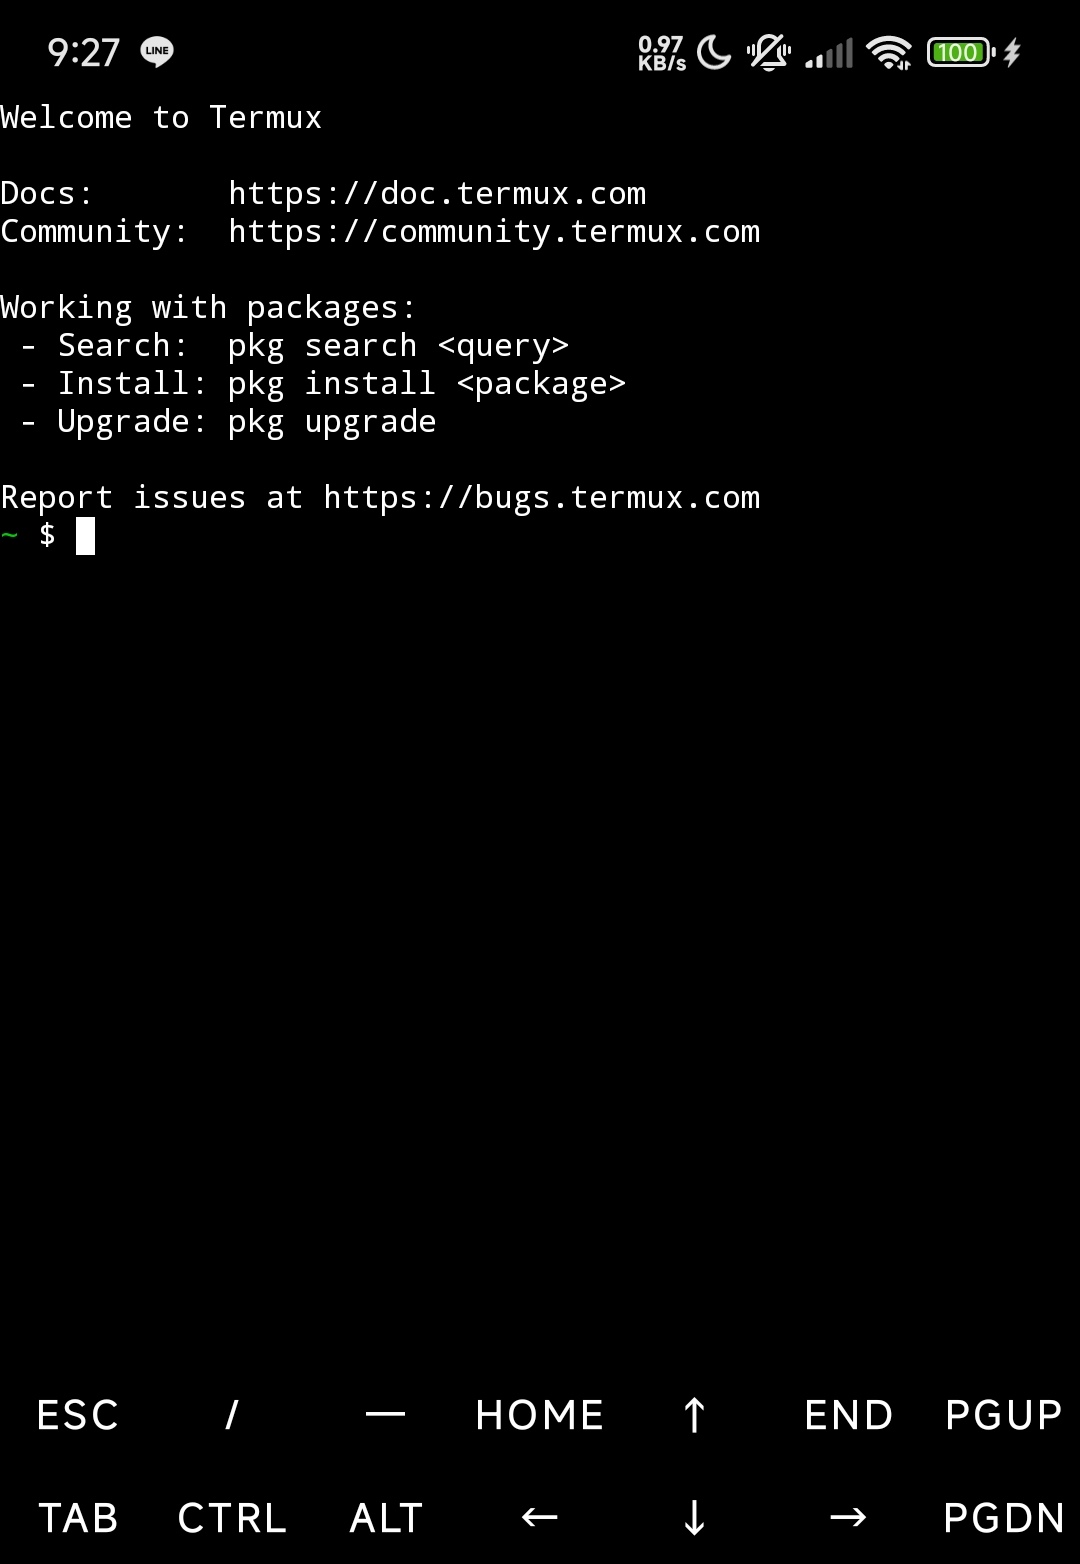 9:27 LINE 0.97 KB/s 100
Welcome to Termux
Docs:       https://doc.termux.com
Community:  https://community.termux.com
Working with packages:
 - Search:  pkg search <query>
 - Install: pkg install <package>
 - Upgrade: pkg upgrade
Report issues at https://bugs.termux.com
~ $
ESC / — HOME ↑ END PGUP
TAB CTRL ALT ← ↓ → PGDN